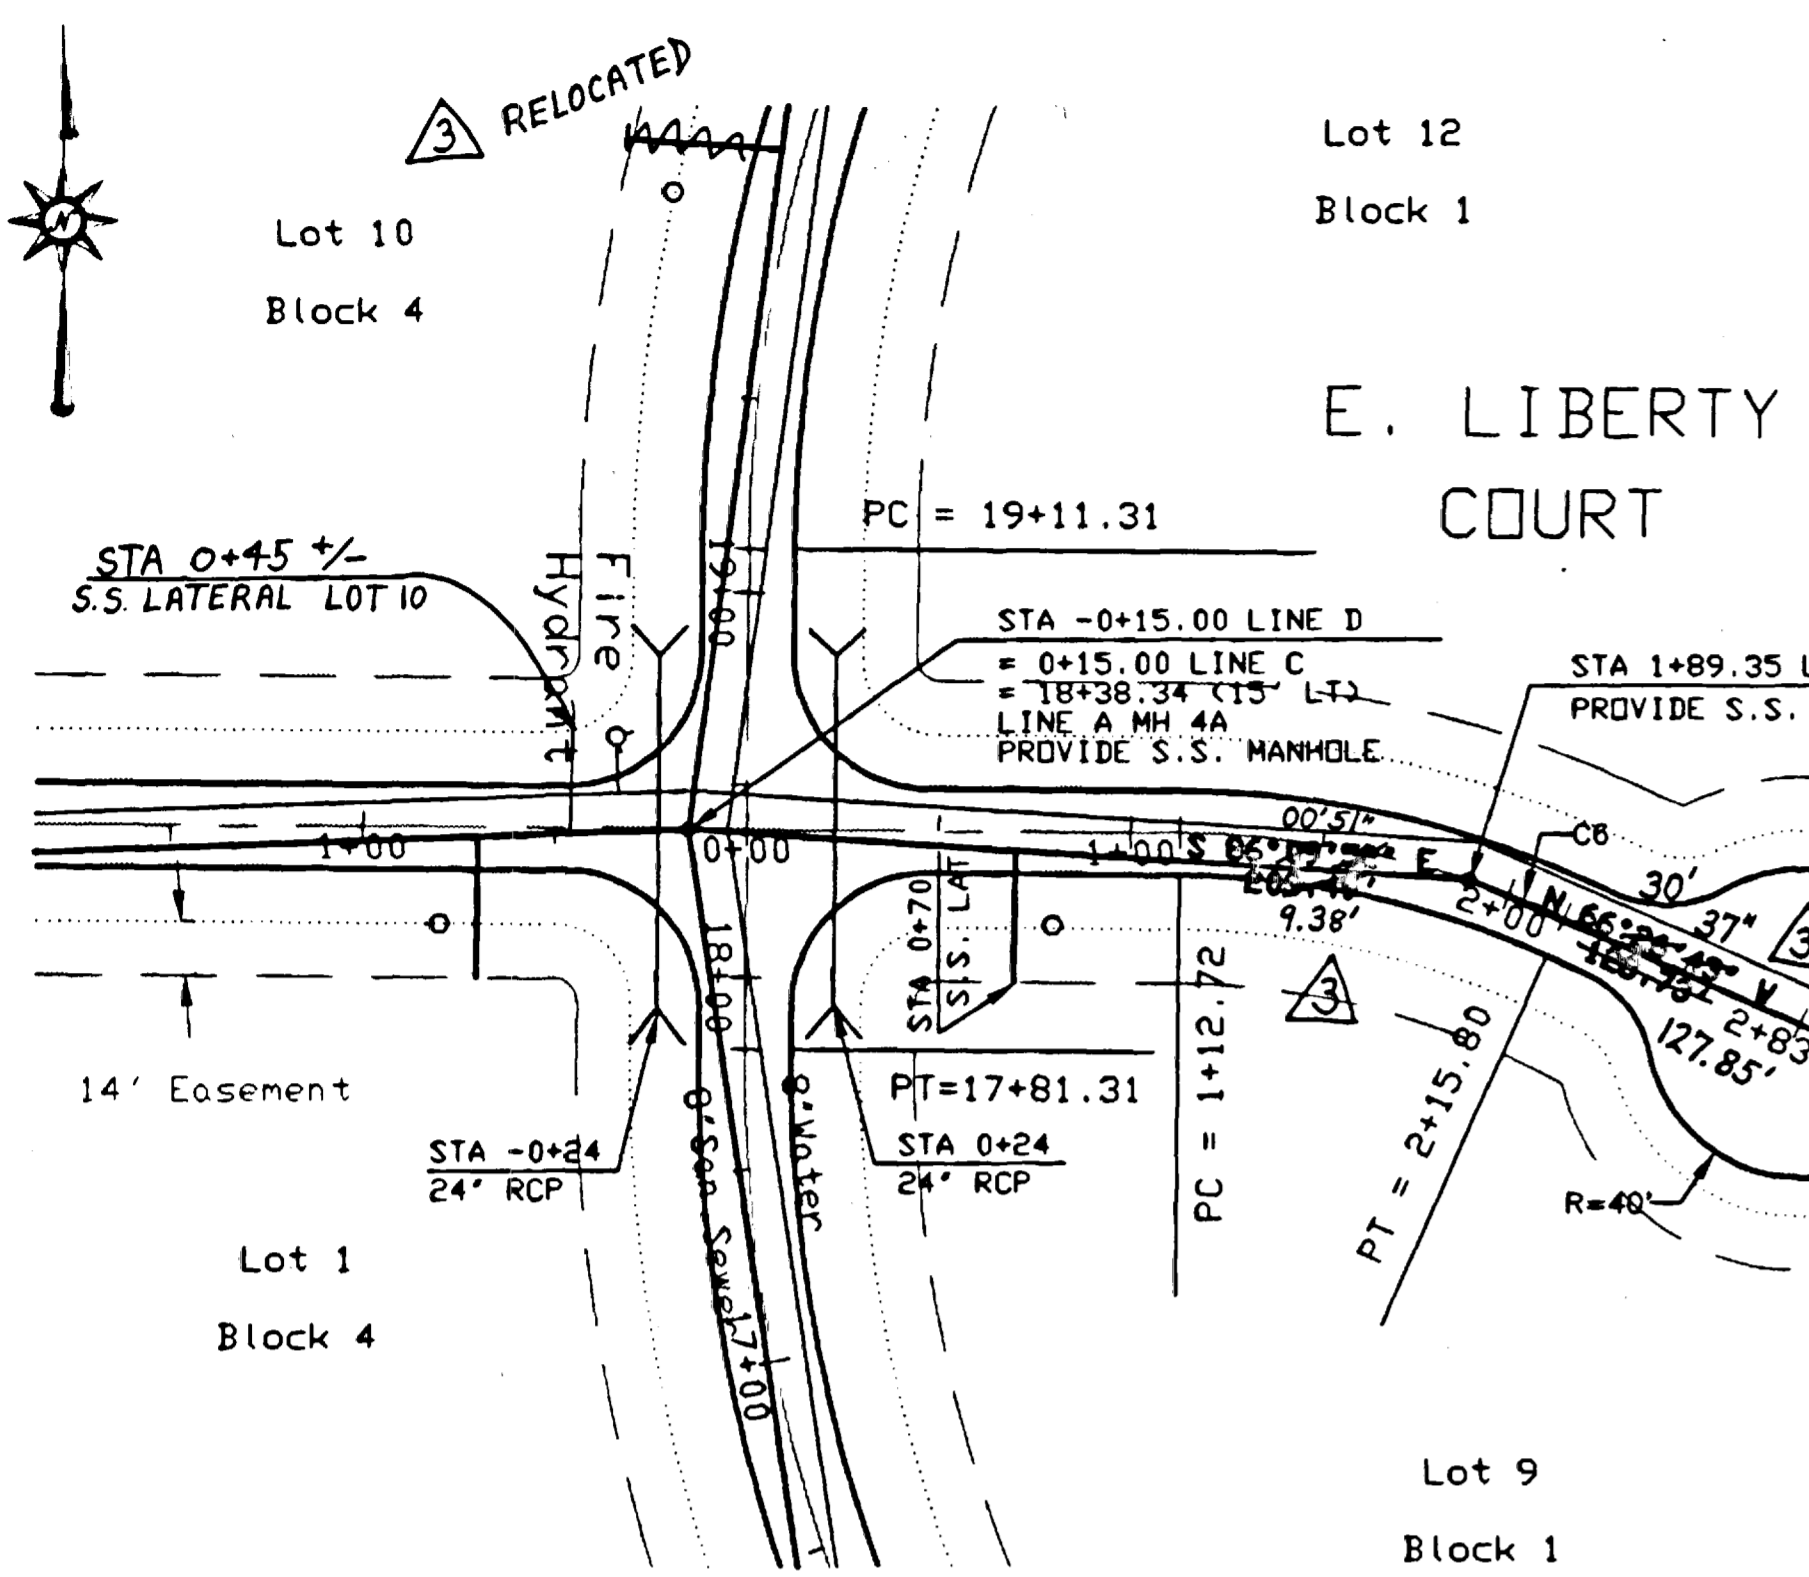 3 RELOCATED
Lot 12
Block 1
N
Lot 10
Block 4
E. LIBERTY
COURT
PC = 19+11.31
STA 0+45 +/-
S.S. LATERAL LOT 10
Fire
Hydrant
19+00
STA -0+15.00 LINE D
= 0+15.00 LINE C
= 18+38.34 (15' LT)
LINE A MH 4A
PROVIDE S.S. MANHOLE
STA 1+89.35 L
PROVIDE S.S.
1+00
0+00
1+00
S 86° E
00'51"
9.38'
C6
2+00
N 66° W
30'
37"
3
127.85'
2+83
STA 0+70
S.S. LAT
18+00
3
14' Easement
PT=17+81.31
PC = 1+12.72
PT = 2+15.80
STA -0+24
24" RCP
8" San Sewer
8" Water
STA 0+24
24" RCP
R=40'
Lot 1
Block 4
17+00
Lot 9
Block 1